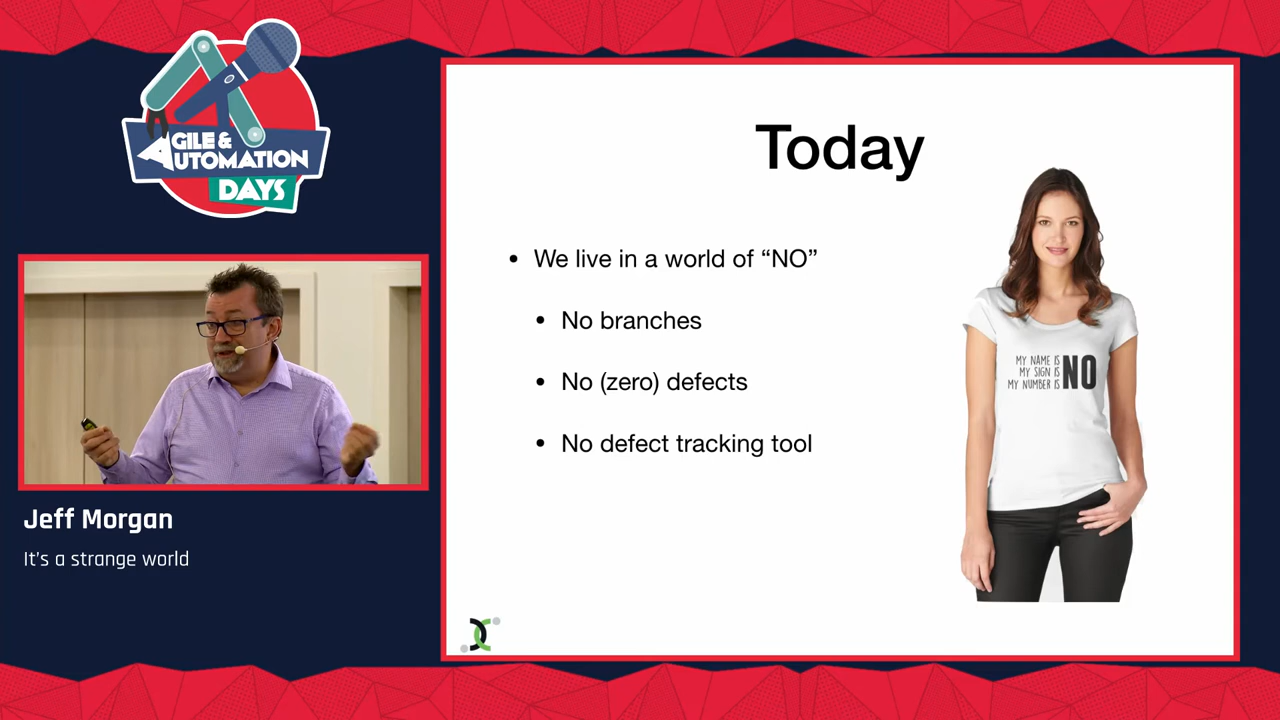 AGILE &
AUTOMATION
DAYS
Jeff Morgan
It's a strange world
Today
• We live in a world of “NO”
• No branches
• No (zero) defects
• No defect tracking tool
MY NAME IS
MY SIGN IS
MY NUMBER IS
NO